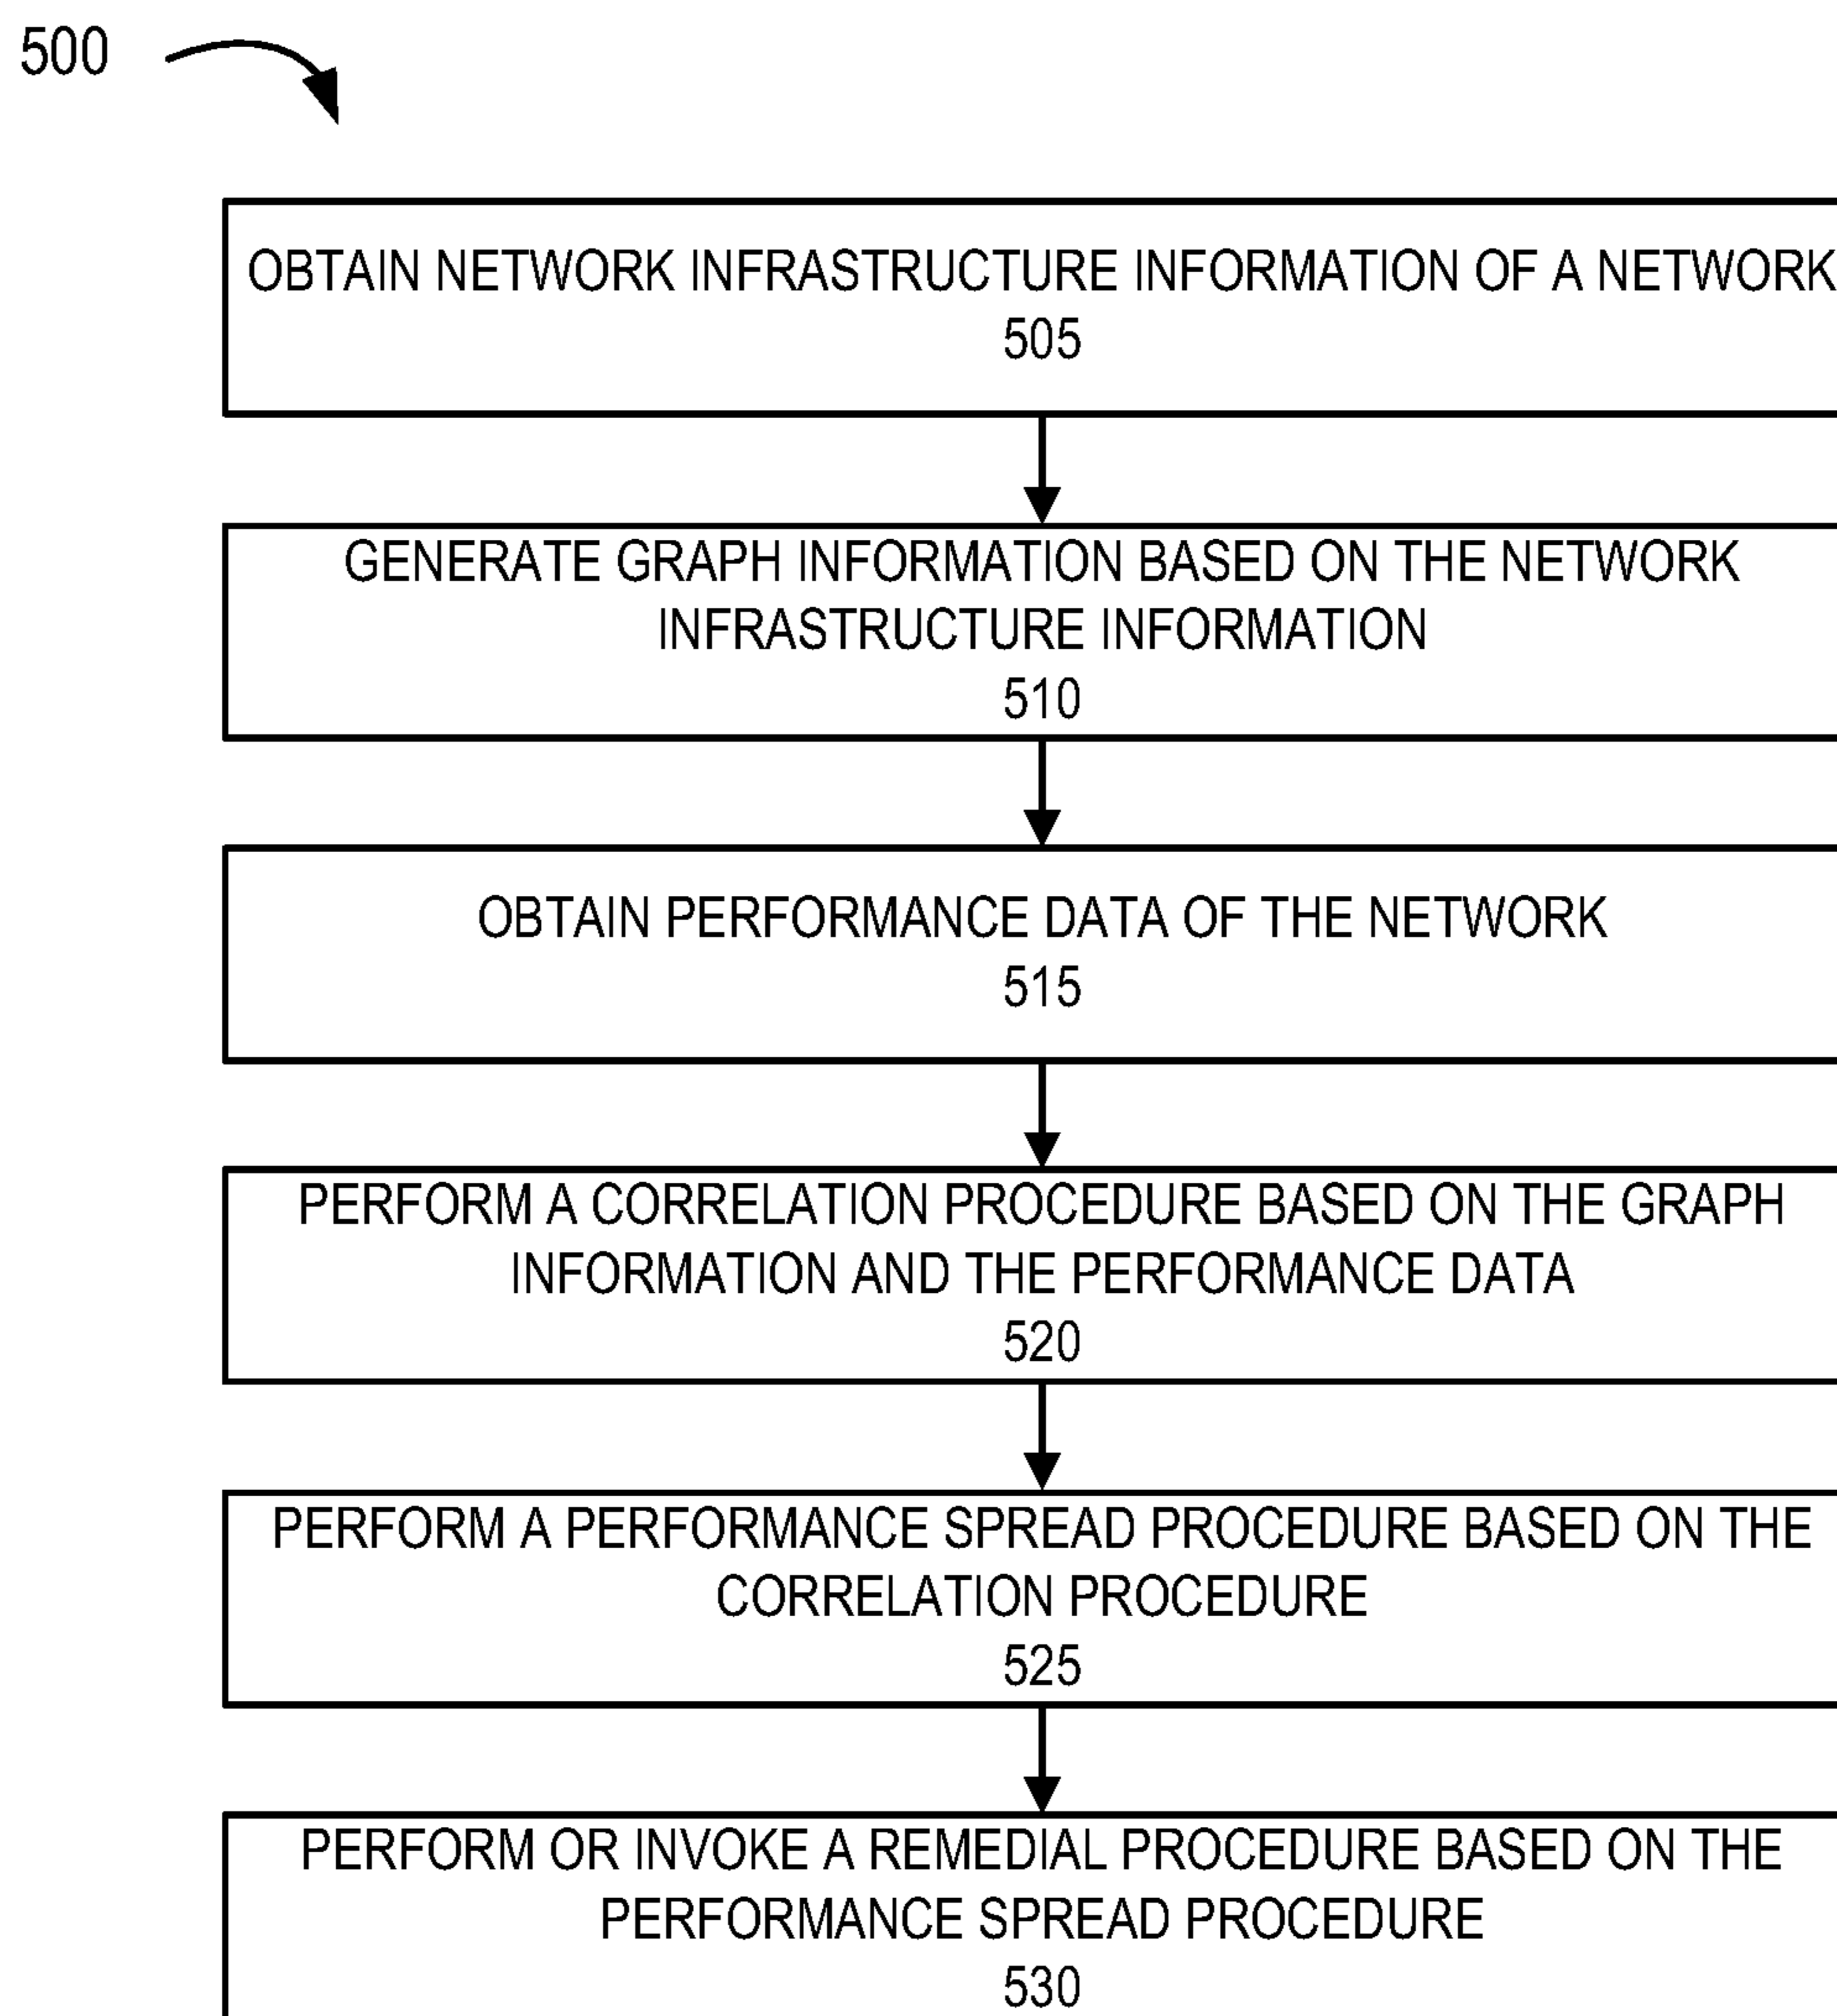 500
OBTAIN NETWORK INFRASTRUCTURE INFORMATION OF A NETWORK
505
GENERATE GRAPH INFORMATION BASED ON THE NETWORK
INFRASTRUCTURE INFORMATION
510
OBTAIN PERFORMANCE DATA OF THE NETWORK
515
PERFORM A CORRELATION PROCEDURE BASED ON THE GRAPH
INFORMATION AND THE PERFORMANCE DATA
520
PERFORM A PERFORMANCE SPREAD PROCEDURE BASED ON THE
CORRELATION PROCEDURE
525
PERFORM OR INVOKE A REMEDIAL PROCEDURE BASED ON THE
PERFORMANCE SPREAD PROCEDURE
530